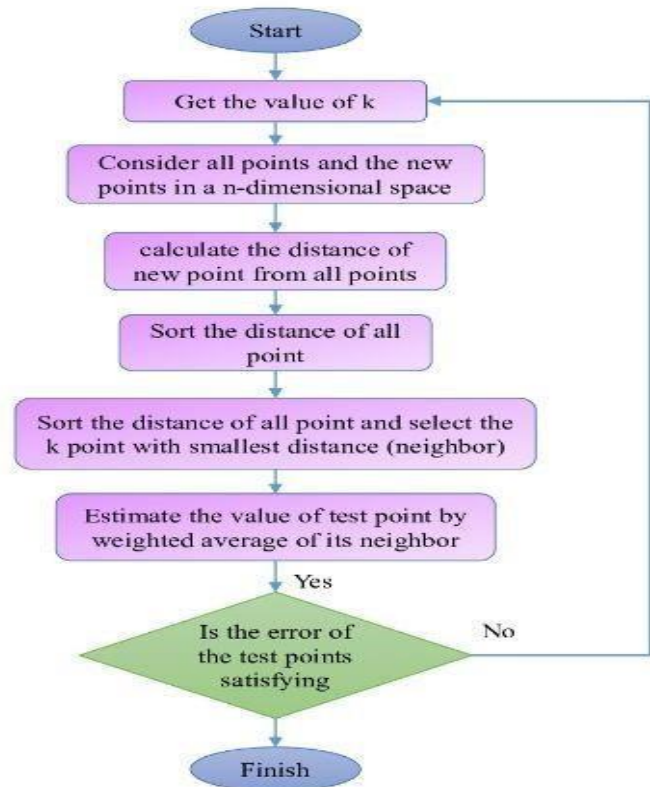 Start
Get the value of k
Consider all points and the new
points in a n-dimensional space
calculate the distance of
new point from all points
Sort the distance of all
point
Sort the distance of all point and select the
k point with smallest distance (neighbor)
Estimate the value of test point by
weighted average of its neighbor
Yes
Is the error of
the test points
satisfying
No
Finish